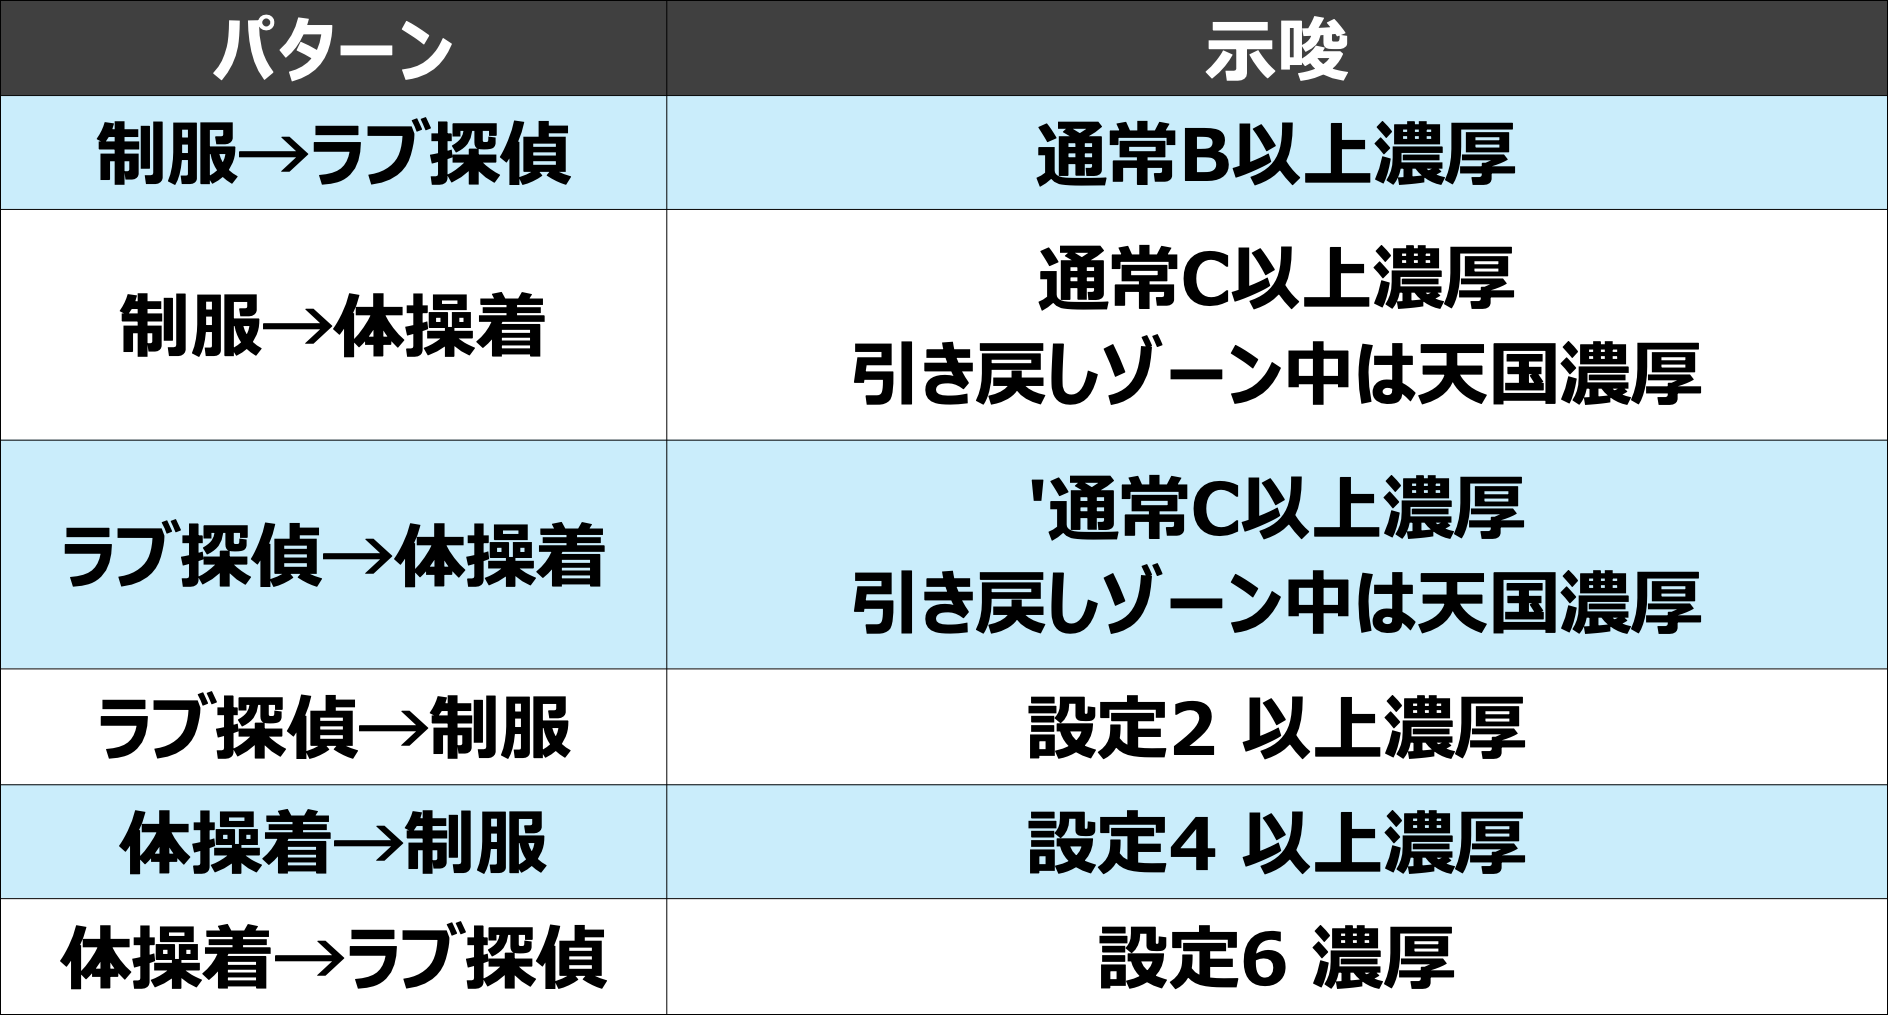 パターン 示唆
制服→ラブ探偵 通常B以上濃厚
制服→体操着 通常C以上濃厚
引き戻しゾーン中は天国濃厚
ラブ探偵→体操着 '通常C以上濃厚
引き戻しゾーン中は天国濃厚
ラブ探偵→制服 設定2 以上濃厚
体操着→制服 設定4 以上濃厚
体操着→ラブ探偵 設定6 濃厚